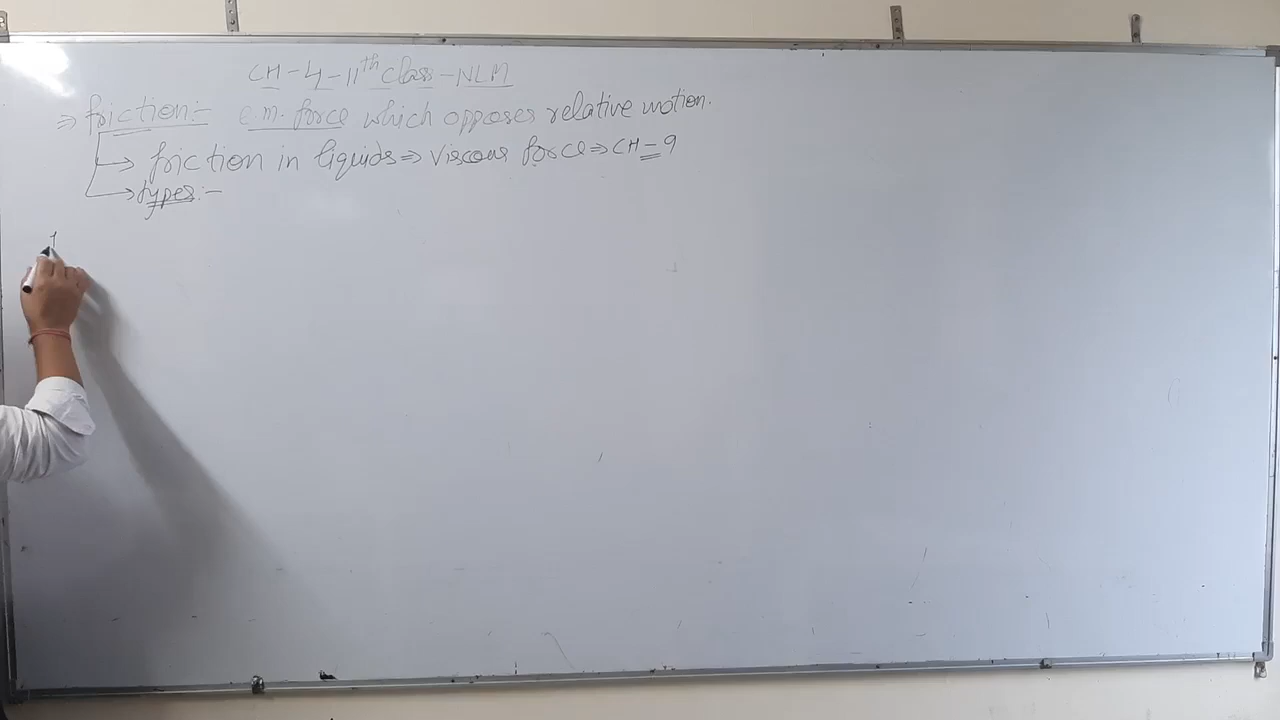 CH-4-11th class-NLM
⇒ friction:- e.m. force which opposes relative motion.
→ friction in liquids ⇒ Viscous force ⇒ CH=9
→ types:-